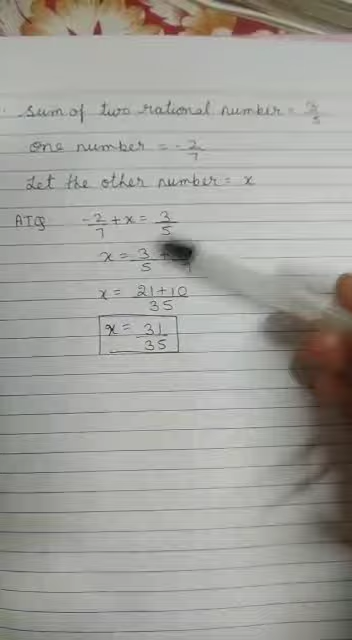 Sum of two rational number = 3/5
One number = -2/7
Let the other number = x
ATQ -2/7 + x = 3/5
x = 3/5 +
x = 21+10/35
x = 31/35